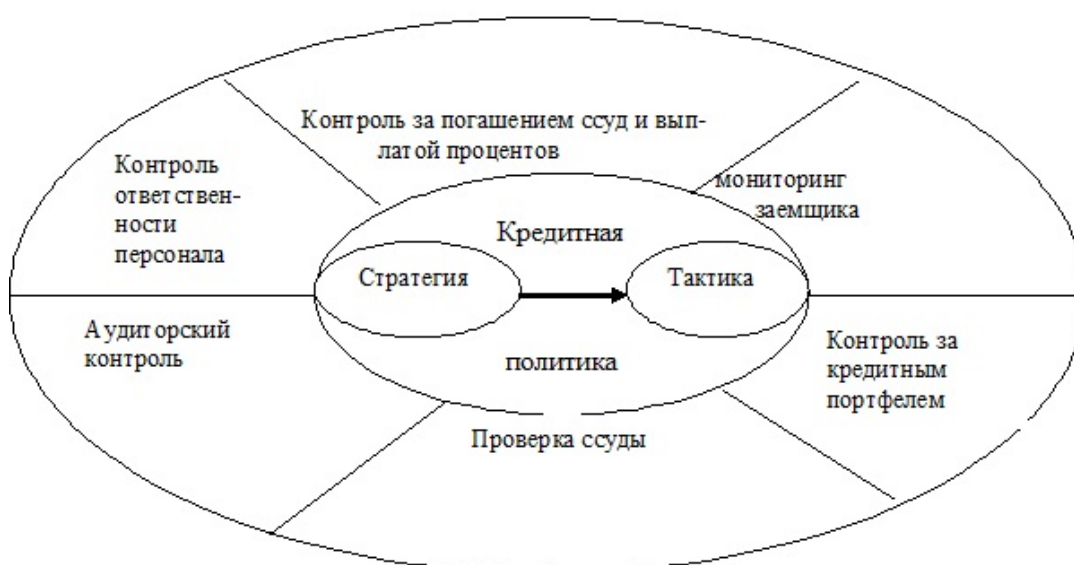 Контроль за погашением ссуд и вып-
латой процентов
Контроль
ответствен-
ности
персонала
мониторинг
заемщика
Кредитная
Стратегия
Тактика
политика
Аудиторский
контроль
Контроль за
кредитным
портфелем
Проверка ссуды